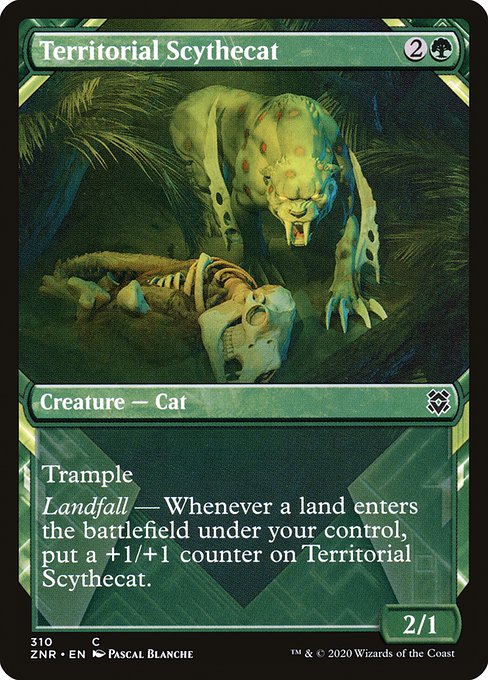 Territorial Scythecat 2
Creature — Cat
Trample
Landfall — Whenever a land enters
the battlefield under your control,
put a +1/+1 counter on Territorial
Scythecat.
2/1
310 C
ZNR • EN Pascal Blanche
™ & © 2020 Wizards of the Coast